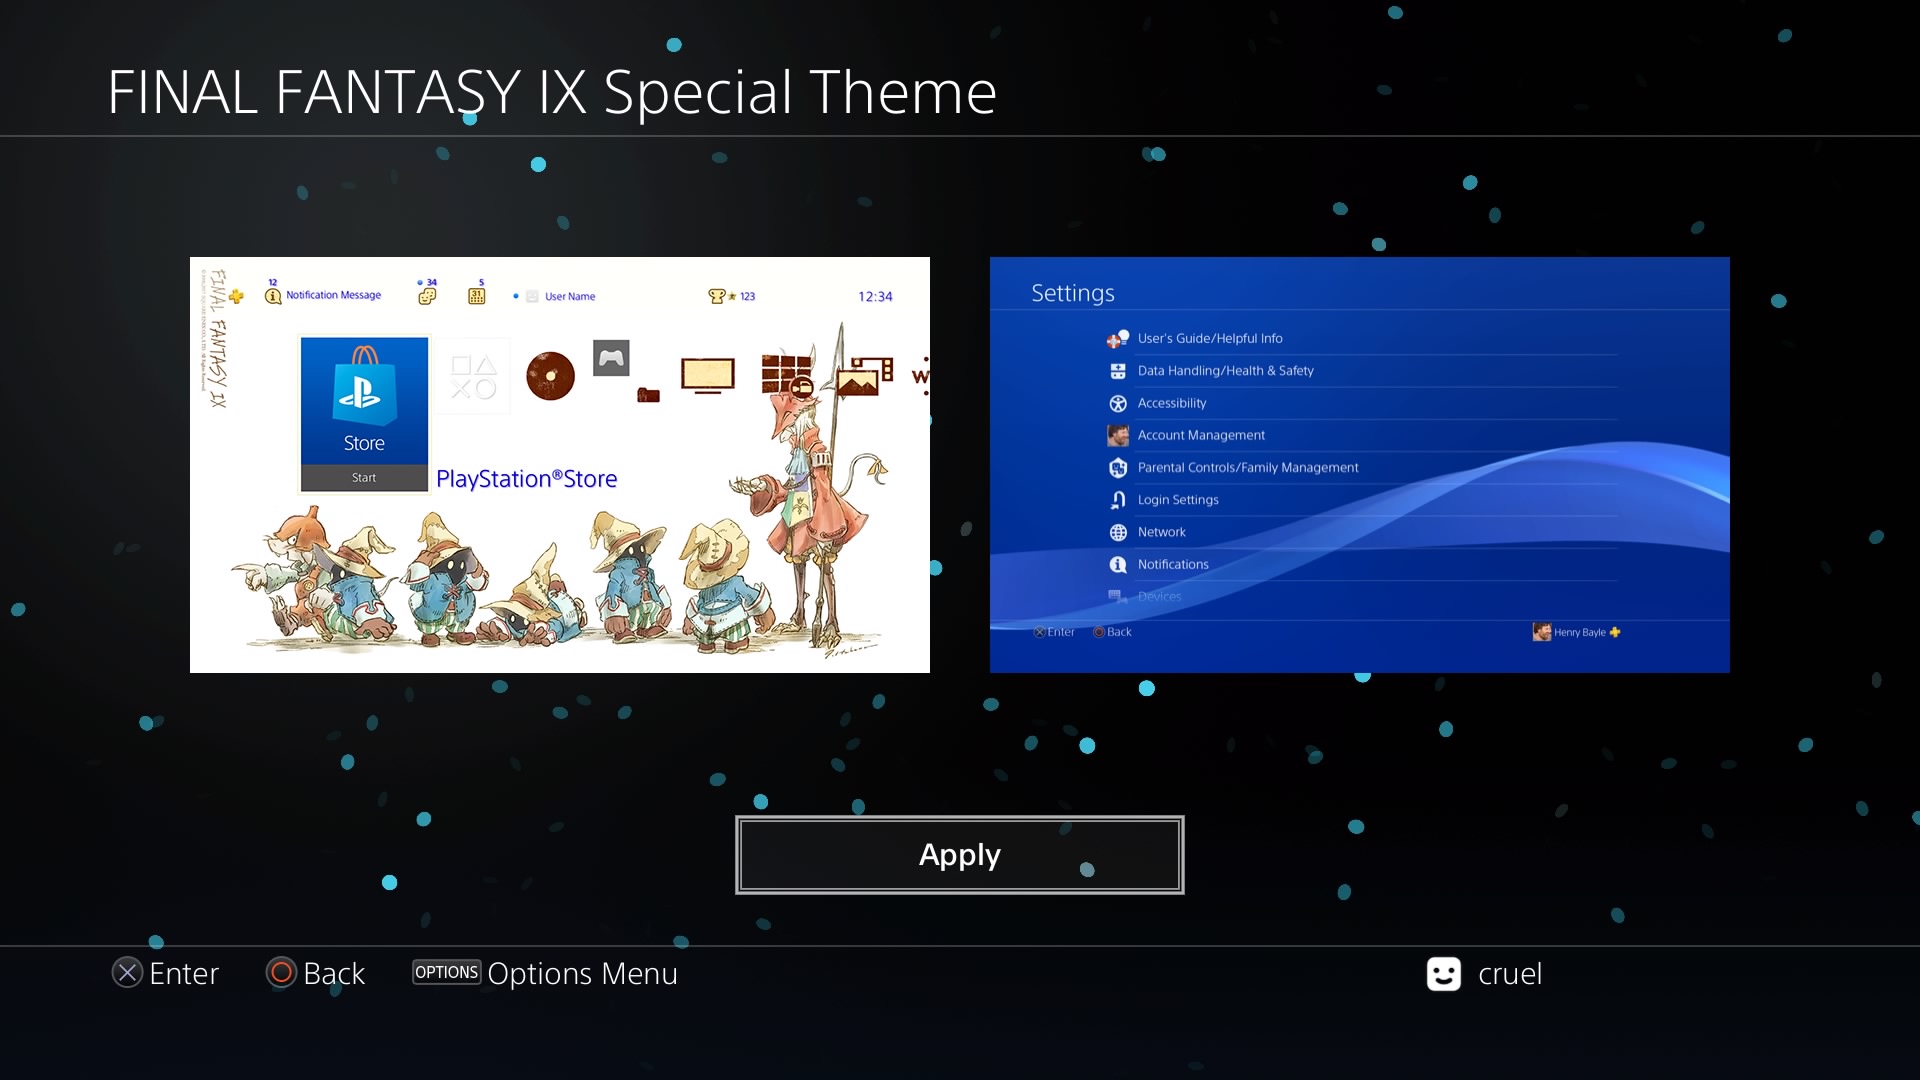 FINAL FANTASY IX Special Theme
FINAL FANTASY IX
12
Notification Message
34
5
31
User Name
123
12:34
Store
Start
PlayStation®Store
Settings
User's Guide/Helpful Info
Data Handling/Health & Safety
Accessibility
Account Management
Parental Controls/Family Management
Login Settings
Network
Notifications
Devices
Enter
Back
Henry Bayle
Apply
Enter
Back
OPTIONS Options Menu
cruel